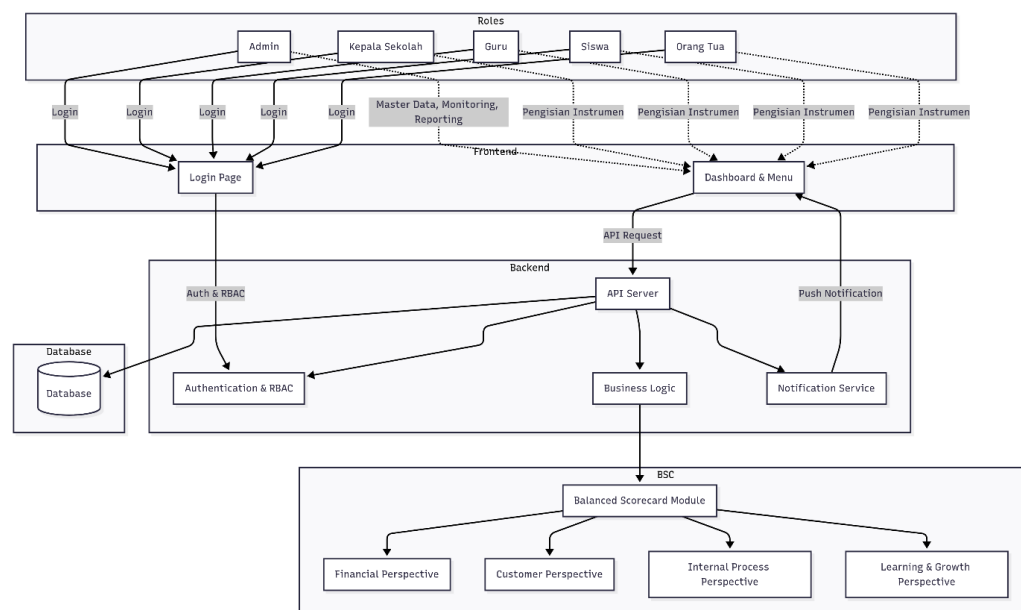 Roles
Admin
Kepala Sekolah
Guru
Siswa
Orang Tua
Login
Login
Login
Login
Login
Master Data, Monitoring,
Reporting
Pengisian Instrumen
Pengisian Instrumen
Pengisian Instrumen
Pengisian Instrumen
Frontend
Login Page
Dashboard & Menu
API Request
Backend
Auth & RBAC
API Server
Push Notification
Database
Database
Authentication & RBAC
Business Logic
Notification Service
BSC
Balanced Scorecard Module
Financial Perspective
Customer Perspective
Internal Process
Perspective
Learning & Growth
Perspective